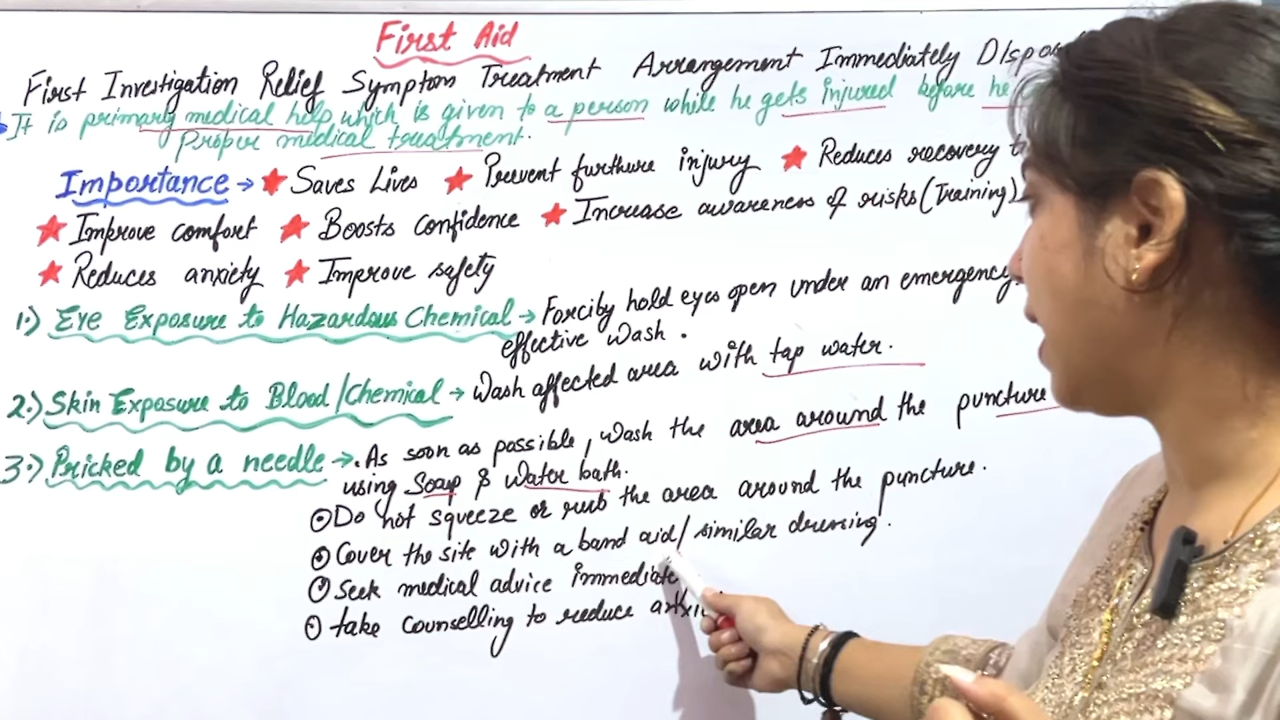 First Aid
First Investigation Relief Symptom Treatment Arrangement Immediately
It is primary medical help which is given to a person while he gets injured before he
Proper medical treatment.
Importance → ★ Saves Lives ★ Prevent furthure injury ★ Reduces recovery
★ Improve comfort ★ Boosts confidence ★ Increase awareness of risks (Training)
★ Reduces anxiety ★ Improve safety
1.) Eye Exposure to Hazardous Chemical → Forcibly hold eyes open under an emergency
effective wash.
2.) Skin Exposure to Blood/Chemical → Wash affected area with tap water.
3.) Pricked by a needle → . As soon as possible, wash the area around the puncture
using Soap & Water bath.
⊙ Do not squeeze or rub the area around the puncture.
⊙ Cover the site with a band aid/ similar dressing.
⊙ Seek medical advice
⊙ take counselling to reduce